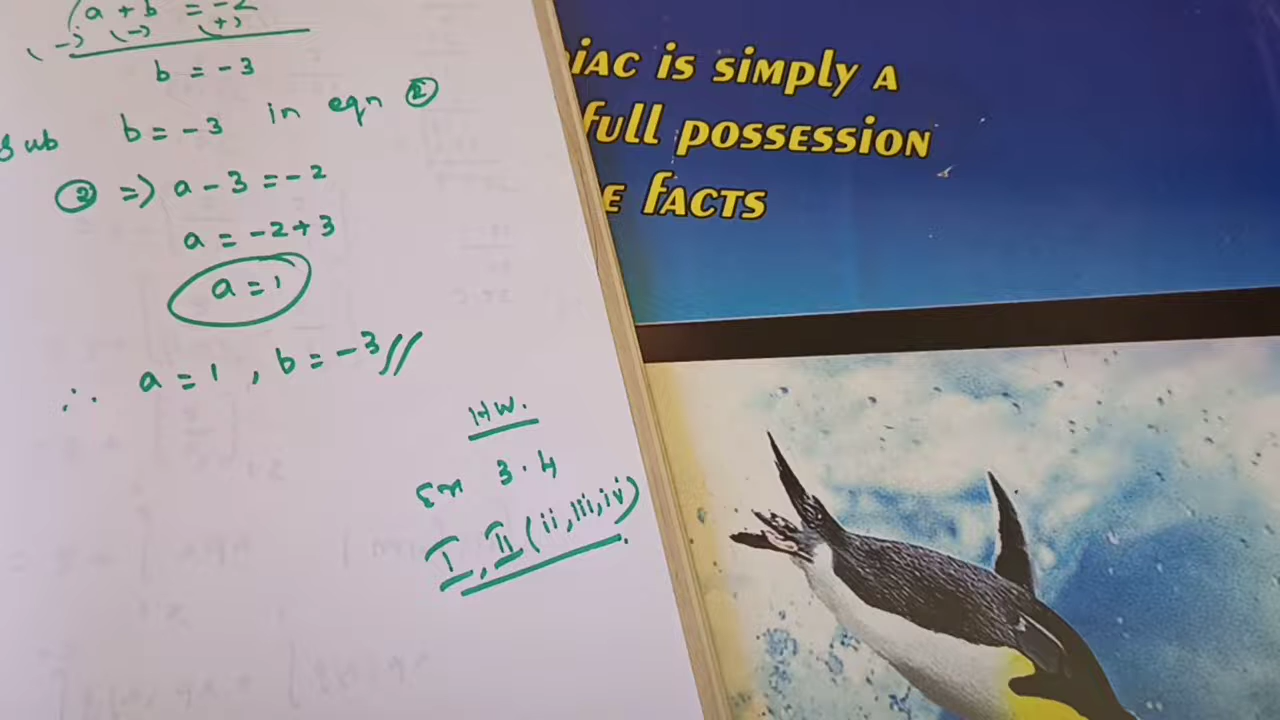 a + b = -2
(-) (-) (+)
b = -3
Sub b = -3 in eqn ②
② => a - 3 = -2
a = -2 + 3
a = 1
∴ a = 1 , b = -3 //
HW.
Ex 3.4
I, II (ii, iii, iv)
IAC is simply A
full possession
E fACTS